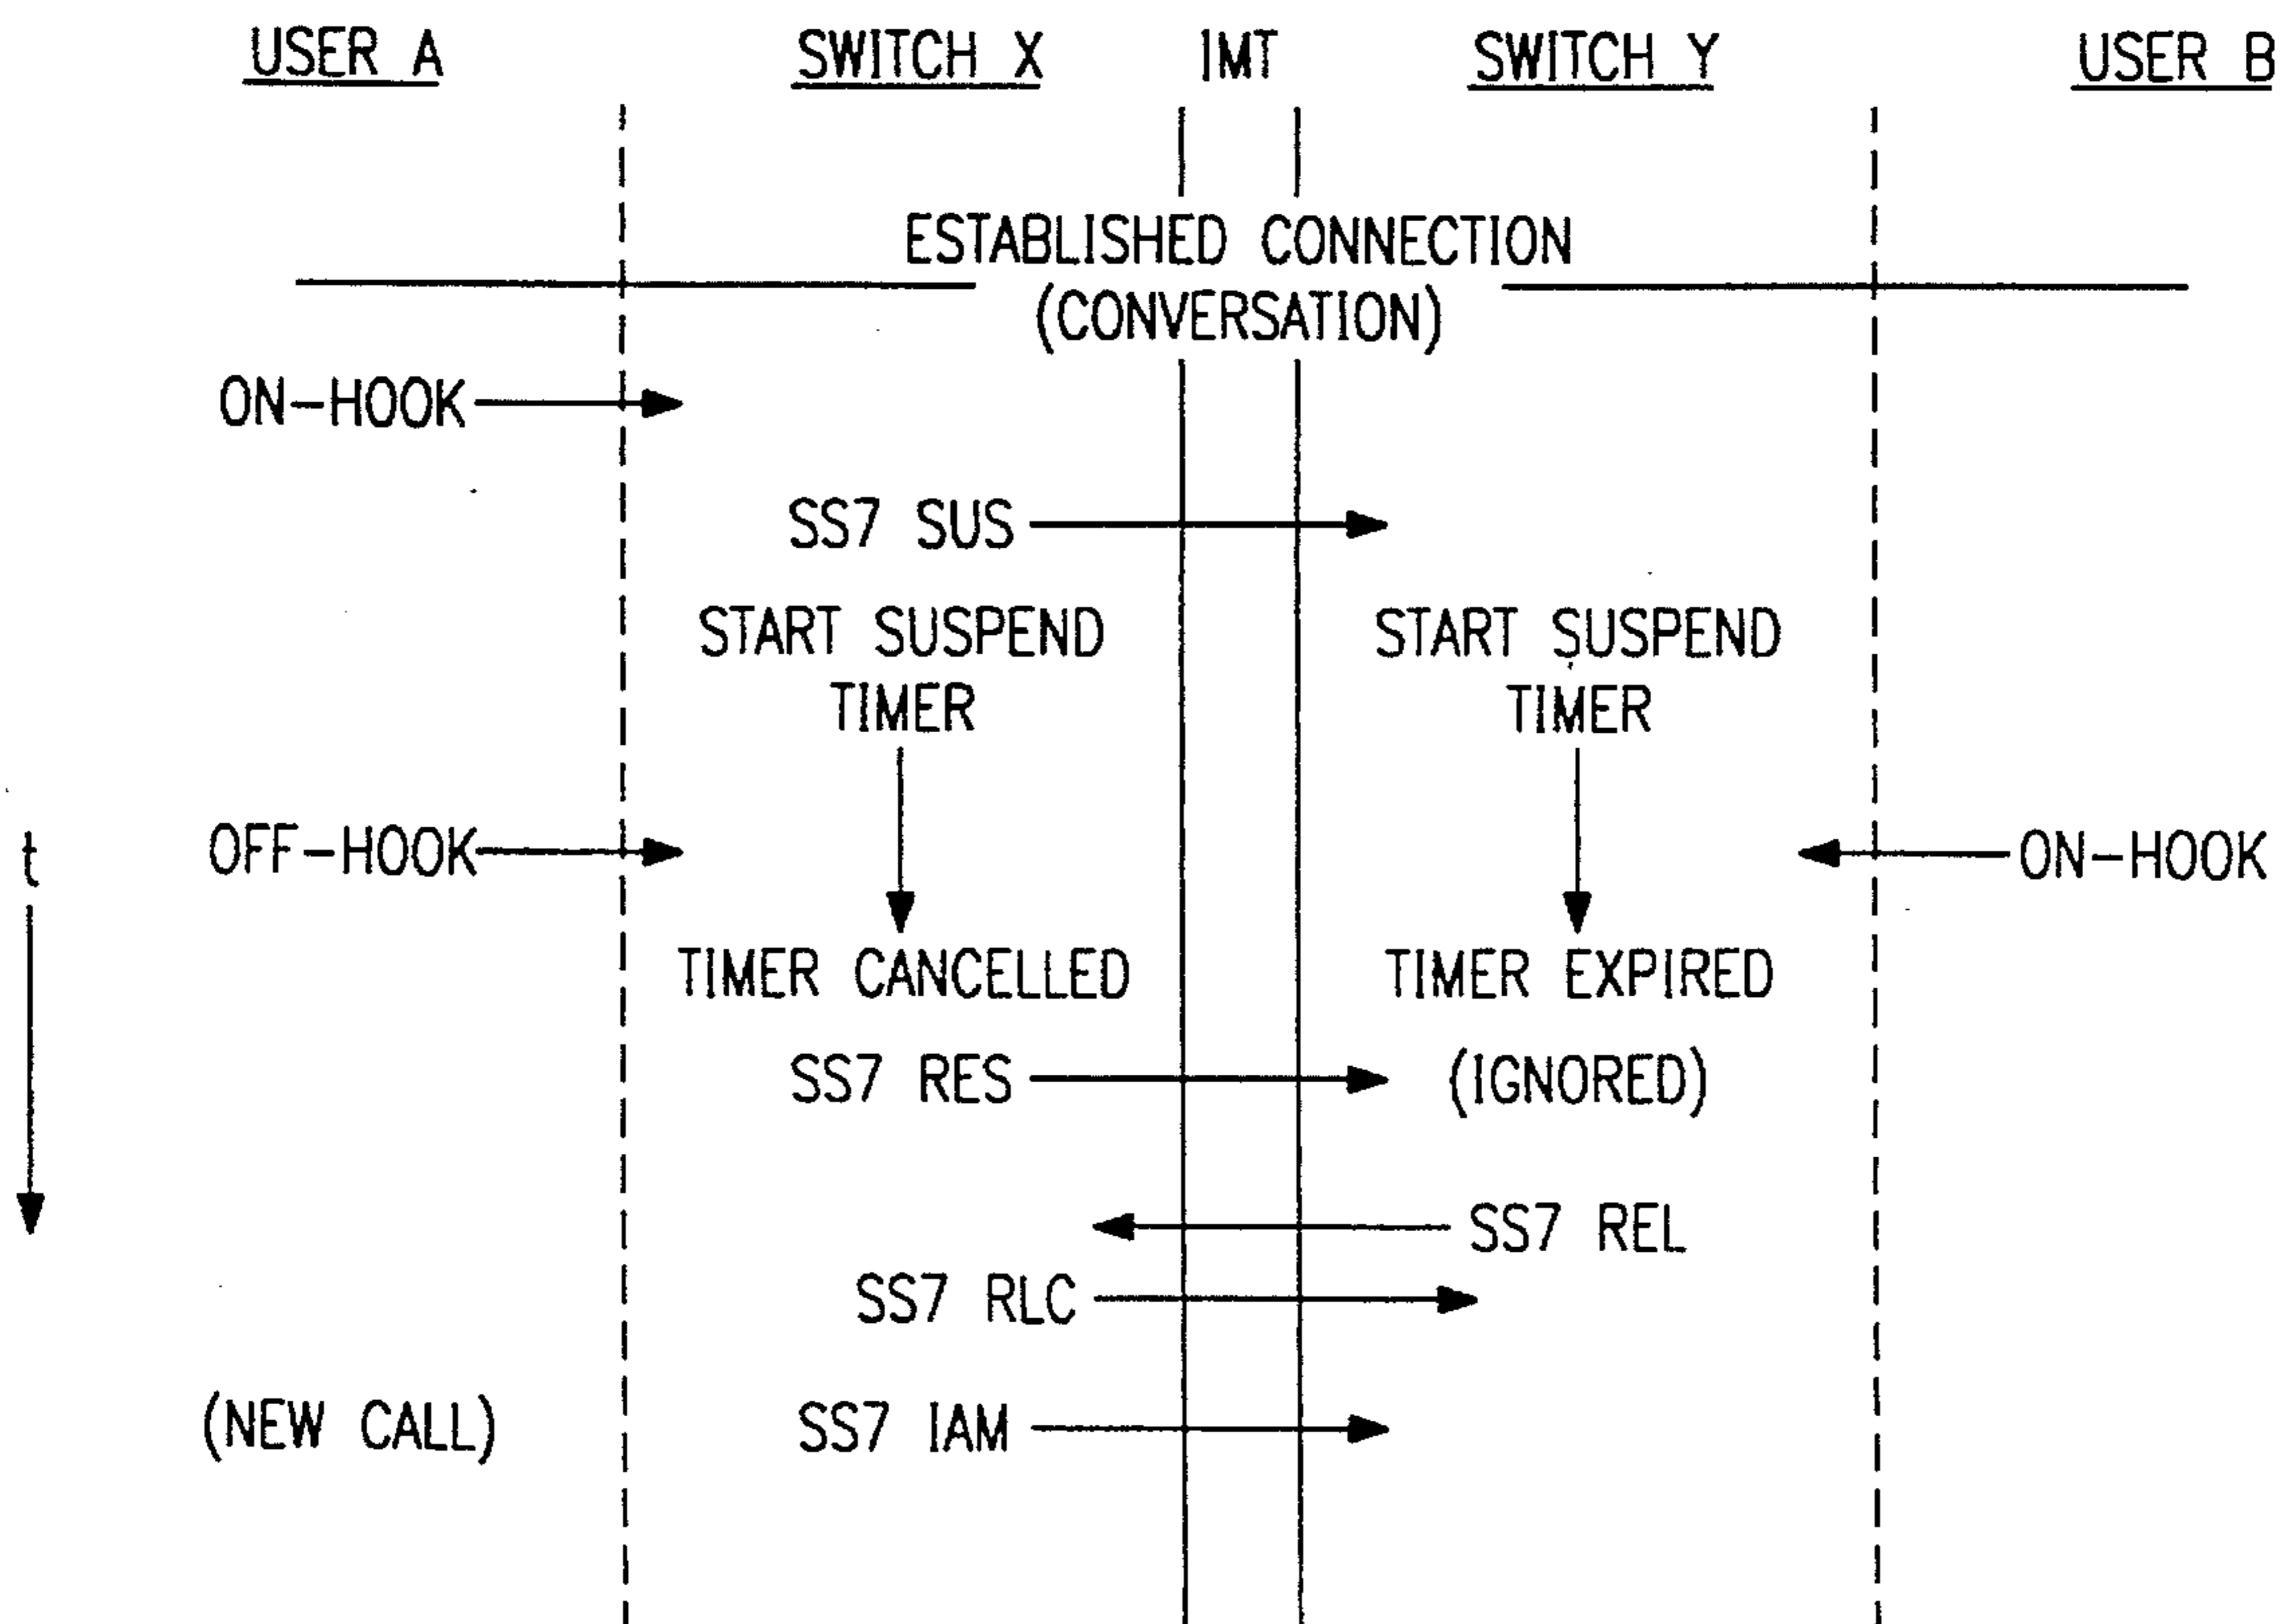 USER A SWITCH X IMT SWITCH Y USER B
ESTABLISHED CONNECTION
(CONVERSATION)
ON-HOOK
SS7 SUS
START SUSPEND TIMER
START SUSPEND TIMER
t
OFF-HOOK
ON-HOOK
TIMER CANCELLED
TIMER EXPIRED
SS7 RES
(IGNORED)
SS7 REL
SS7 RLC
(NEW CALL)
SS7 IAM